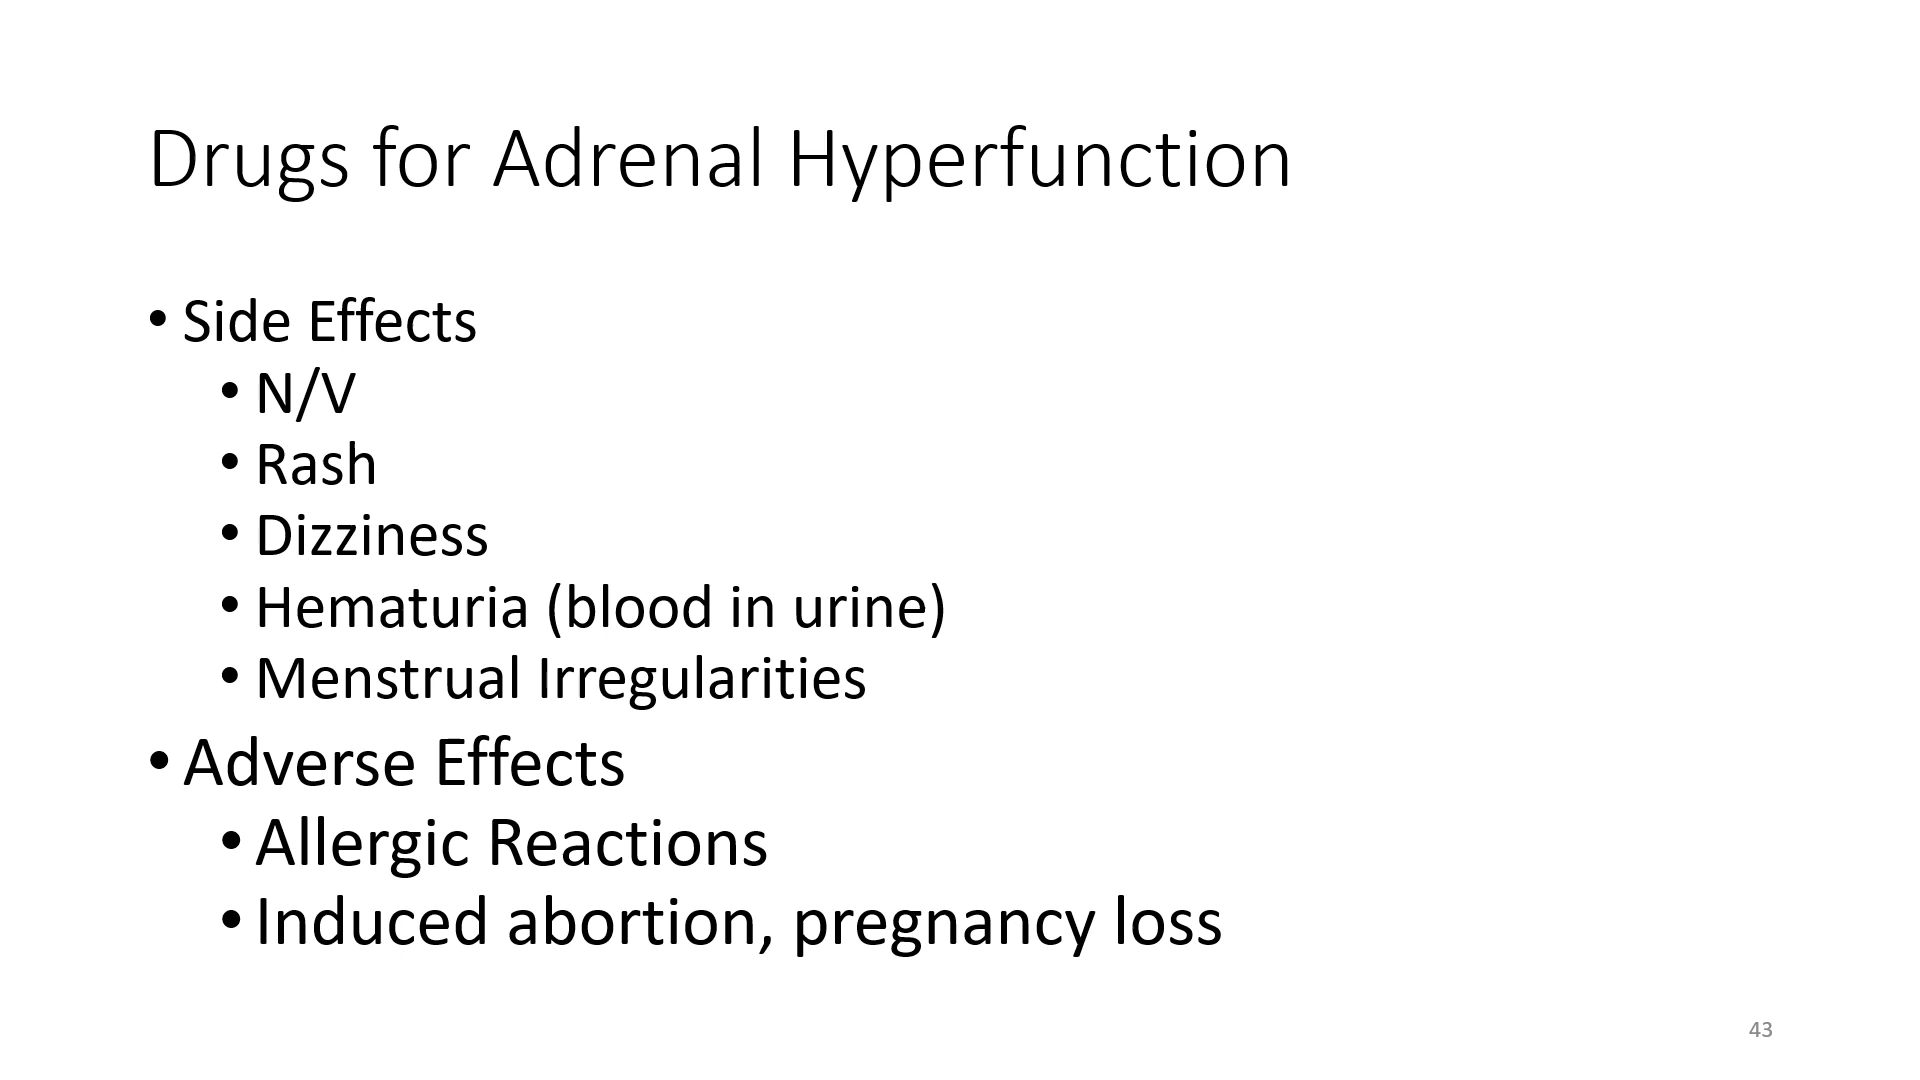 Drugs for Adrenal Hyperfunction
• Side Effects
• N/V
• Rash
• Dizziness
• Hematuria (blood in urine)
• Menstrual Irregularities
• Adverse Effects
• Allergic Reactions
• Induced abortion, pregnancy loss
43